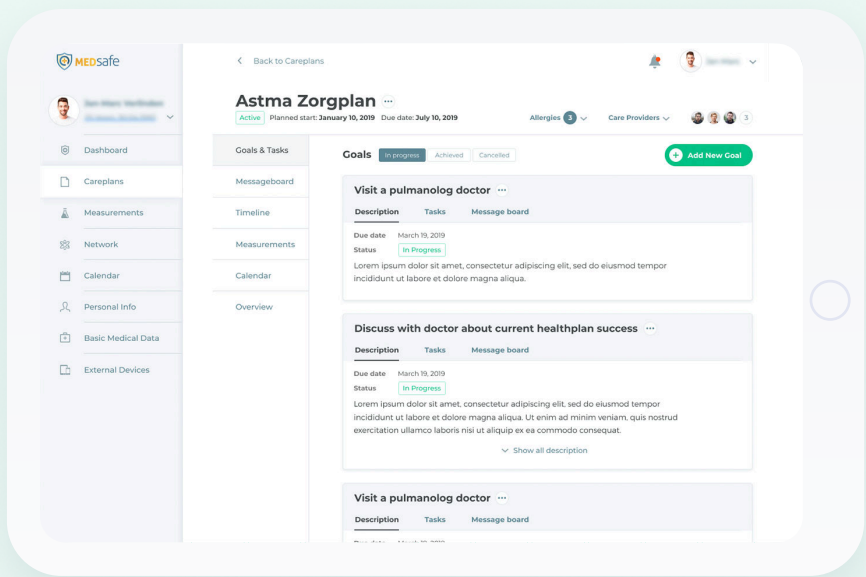 MEDsafe
Back to Careplans
Astma Zorgplan
Active Planned start: January 10, 2019 Due date: July 10, 2019
Allergies 3
Care Providers
3
Dashboard
Careplans
Measurements
Network
Calendar
Personal Info
Basic Medical Data
External Devices
Goals & Tasks
Messageboard
Timeline
Measurements
Calendar
Overview
Goals In progress Achieved Cancelled
+ Add New Goal
Visit a pulmanolog doctor
Description Tasks Message board
Due date March 19, 2019
Status In Progress
Lorem ipsum dolor sit amet, consectetur adipiscing elit, sed do eiusmod tempor
incididunt ut labore et dolore magna aliqua.
Discuss with doctor about current healthplan success
Description Tasks Message board
Due date March 19, 2019
Status In Progress
Lorem ipsum dolor sit amet, consectetur adipiscing elit, sed do eiusmod tempor
incididunt ut labore et dolore magna aliqua. Ut enim ad minim veniam, quis nostrud
exercitation ullamco laboris nisi ut aliquip ex ea commodo consequat.
Show all description
Visit a pulmanolog doctor
Description Tasks Message board